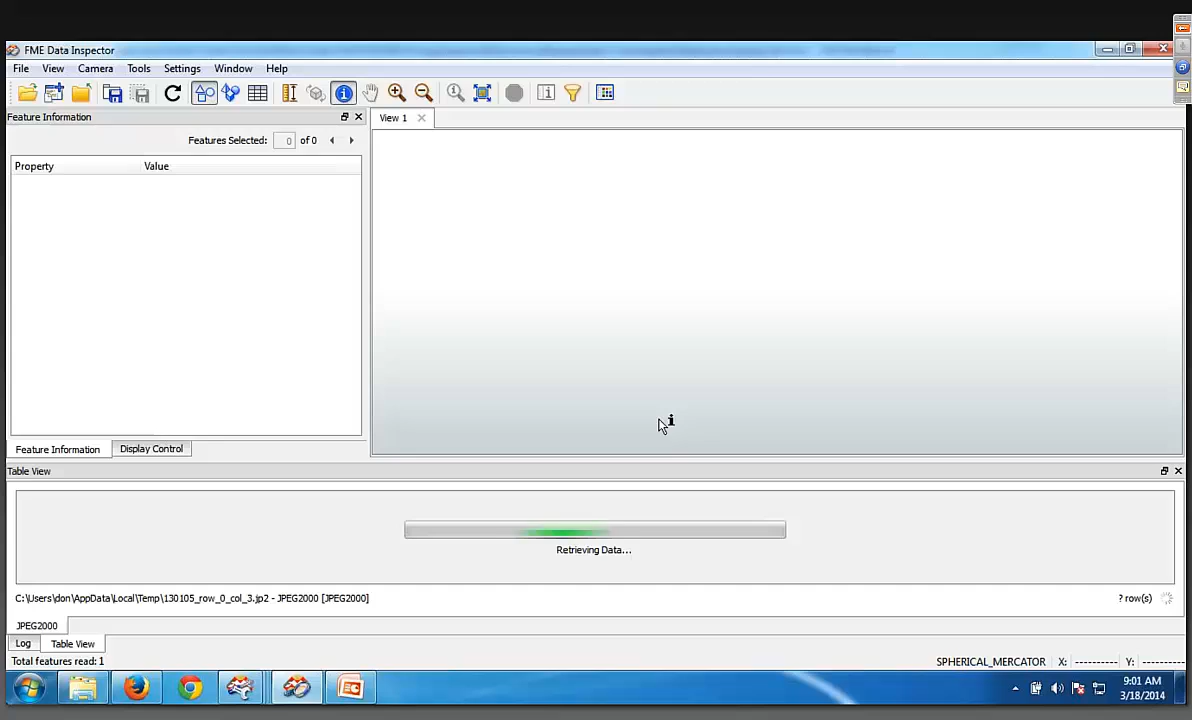 FME Data Inspector
File View Camera Tools Settings Window Help
Feature Information
View 1
Features Selected: 0 of 0
Property Value
Feature Information Display Control
Table View
Retrieving Data...
C:\Users\don\AppData\Local\Temp\130105_row_0_col_3.jp2 - JPEG2000 [JPEG2000]
? row(s)
JPEG2000
Log Table View
Total features read: 1
SPHERICAL_MERCATOR X: ---------- Y: ----------
9:01 AM
3/18/2014